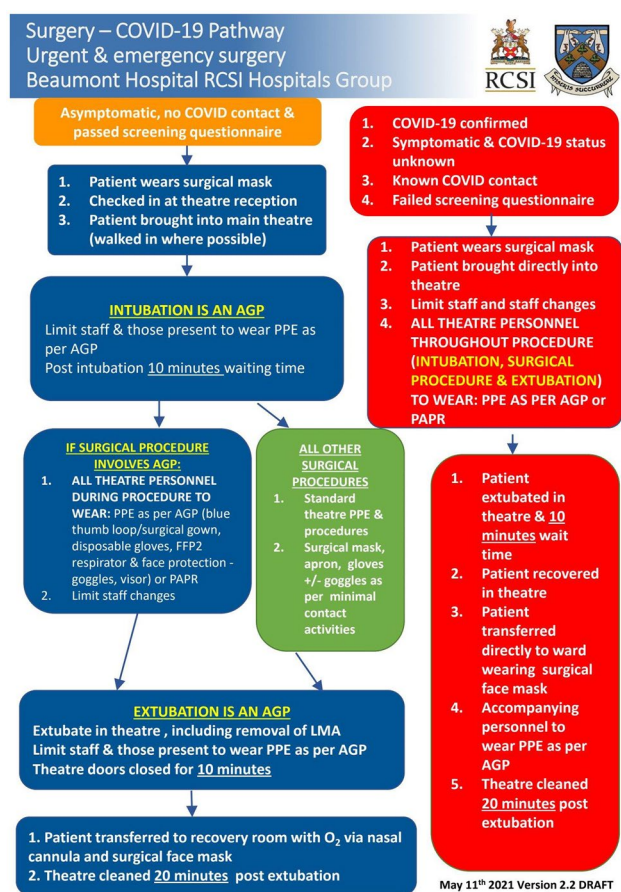 Surgery – COVID-19 Pathway
Urgent & emergency surgery
Beaumont Hospital RCSI Hospitals Group
RCSI
Asymptomatic, no COVID contact &
passed screening questionnaire
1. Patient wears surgical mask
2. Checked in at theatre reception
3. Patient brought into main theatre
(walked in where possible)
INTUBATION IS AN AGP
Limit staff & those present to wear PPE as
per AGP
Post intubation 10 minutes waiting time
IF SURGICAL PROCEDURE
INVOLVES AGP:
1. ALL THEATRE PERSONNEL
DURING PROCEDURE TO
WEAR: PPE as per AGP (blue
thumb loop/surgical gown,
disposable gloves, FFP2
respirator & face protection -
goggles, visor) or PAPR
2. Limit staff changes
ALL OTHER
SURGICAL
PROCEDURES
1. Standard
theatre PPE &
procedures
2. Surgical mask,
apron, gloves
+/- goggles as
per minimal
contact
activities
EXTUBATION IS AN AGP
Extubate in theatre , including removal of LMA
Limit staff & those present to wear PPE as per AGP
Theatre doors closed for 10 minutes
1. Patient transferred to recovery room with O₂ via nasal
cannula and surgical face mask
2. Theatre cleaned 20 minutes post extubation
1. COVID-19 confirmed
2. Symptomatic & COVID-19 status
unknown
3. Known COVID contact
4. Failed screening questionnaire
1. Patient wears surgical mask
2. Patient brought directly into
theatre
3. Limit staff and staff changes
4. ALL THEATRE PERSONNEL
THROUGHOUT PROCEDURE
(INTUBATION, SURGICAL
PROCEDURE & EXTUBATION)
TO WEAR: PPE AS PER AGP or
PAPR
1. Patient
extubated in
theatre & 10
minutes wait
time
2. Patient recovered
in theatre
3. Patient
transferred
directly to ward
wearing surgical
face mask
4. Accompanying
personnel to
wear PPE as per
AGP
5. Theatre cleaned
20 minutes post
extubation
May 11th 2021 Version 2.2 DRAFT